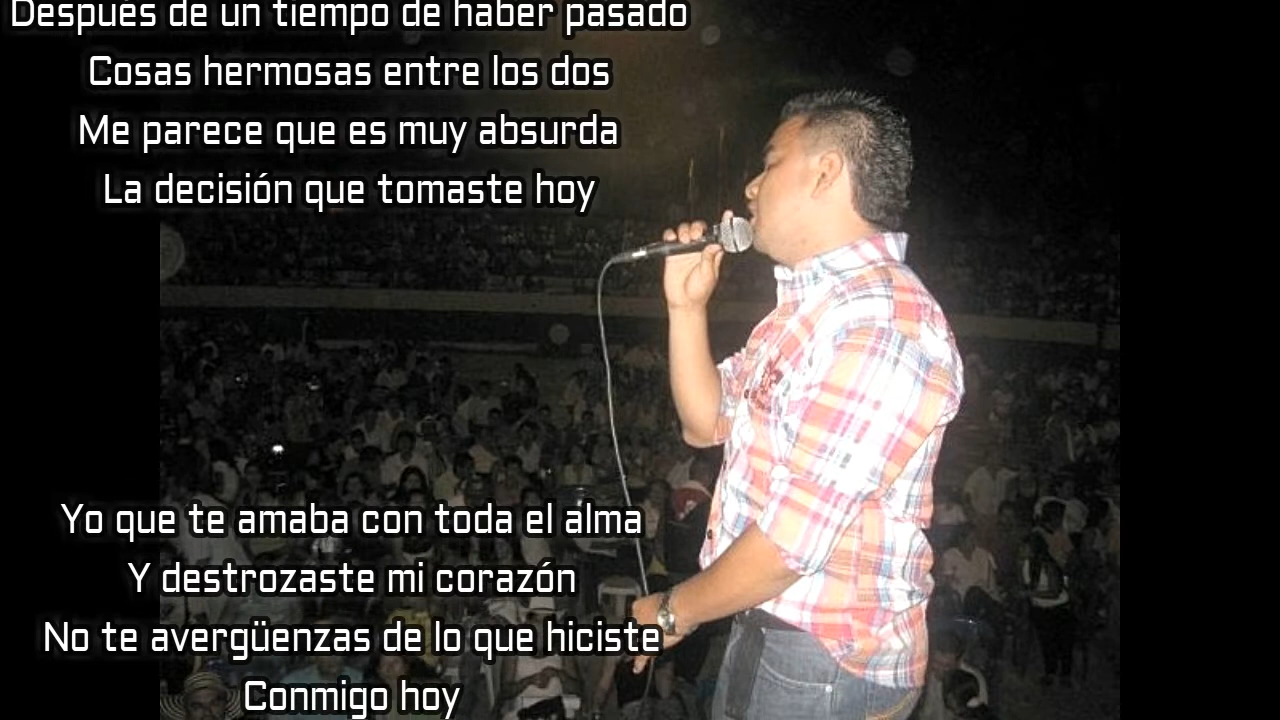 Después de un tiempo de haber pasado
Cosas hermosas entre los dos
Me parece que es muy absurda
La decisión que tomaste hoy
Yo que te amaba con toda el alma
Y destrozaste mi corazón
No te avergüenzas de lo que hiciste
Conmigo hoy